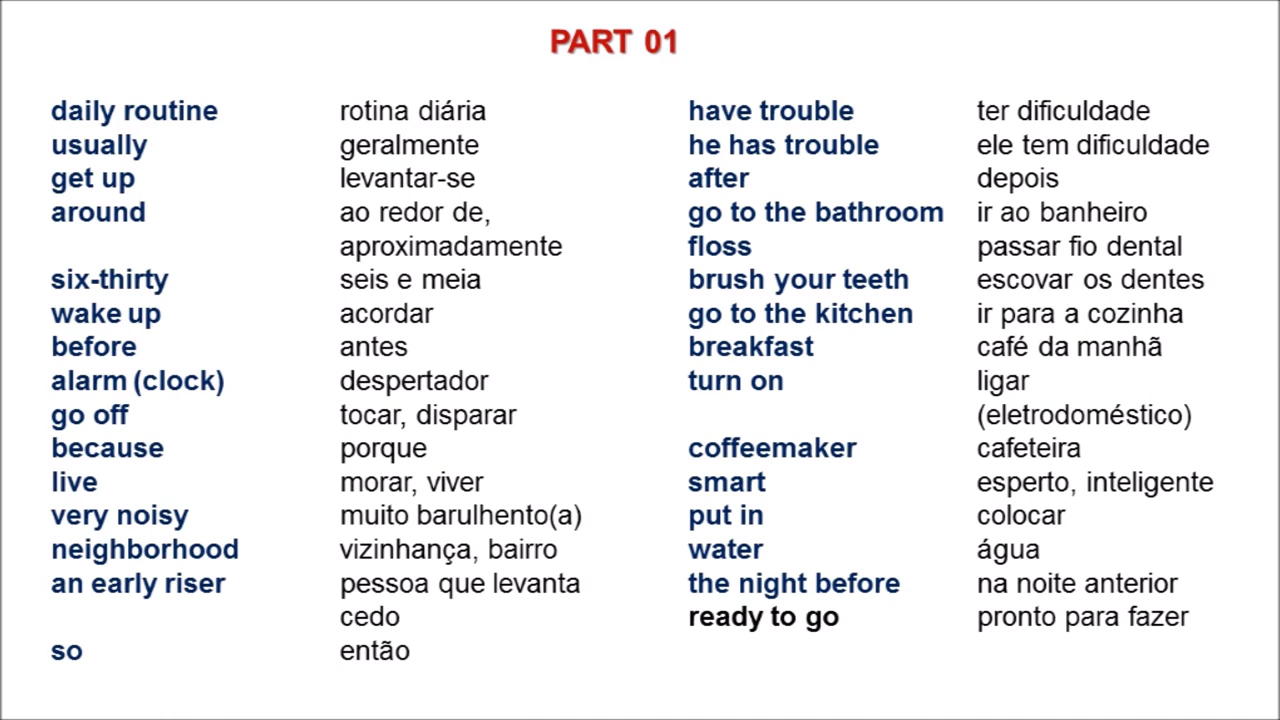 PART 01
daily routine rotina diária
usually geralmente
get up levantar-se
around ao redor de,
aproximadamente
six-thirty seis e meia
wake up acordar
before antes
alarm (clock) despertador
go off tocar, disparar
because porque
live morar, viver
very noisy muito barulhento(a)
neighborhood vizinhança, bairro
an early riser pessoa que levanta
cedo
so então
have trouble ter dificuldade
he has trouble ele tem dificuldade
after depois
go to the bathroom ir ao banheiro
floss passar fio dental
brush your teeth escovar os dentes
go to the kitchen ir para a cozinha
breakfast café da manhã
turn on ligar
(eletrodoméstico)
coffeemaker cafeteira
smart esperto, inteligente
put in colocar
water água
the night before na noite anterior
ready to go pronto para fazer